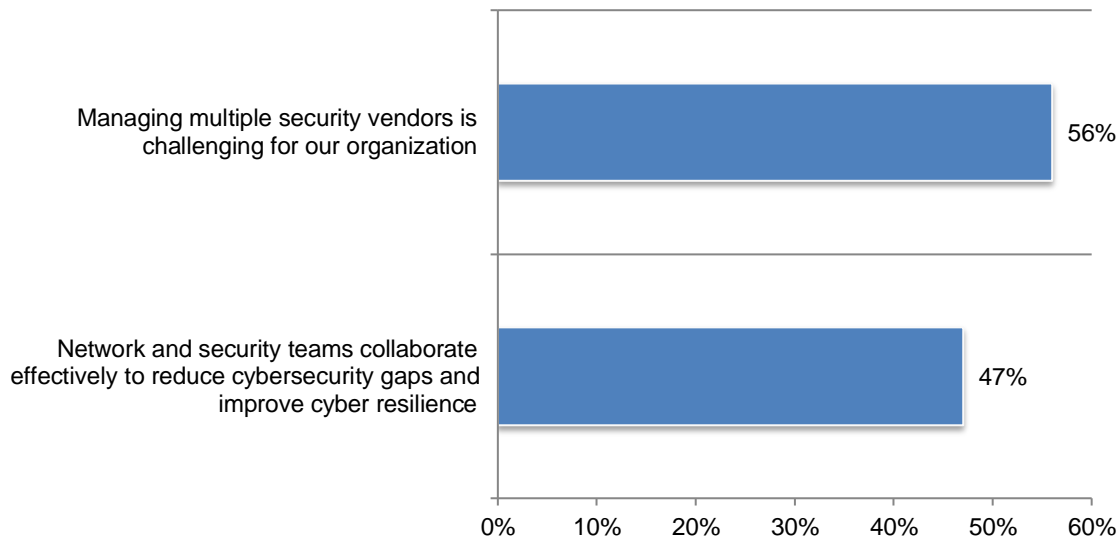 Managing multiple security vendors is
challenging for our organization
56%
Network and security teams collaborate
effectively to reduce cybersecurity gaps and
improve cyber resilience
47%
0% 10% 20% 30% 40% 50% 60%